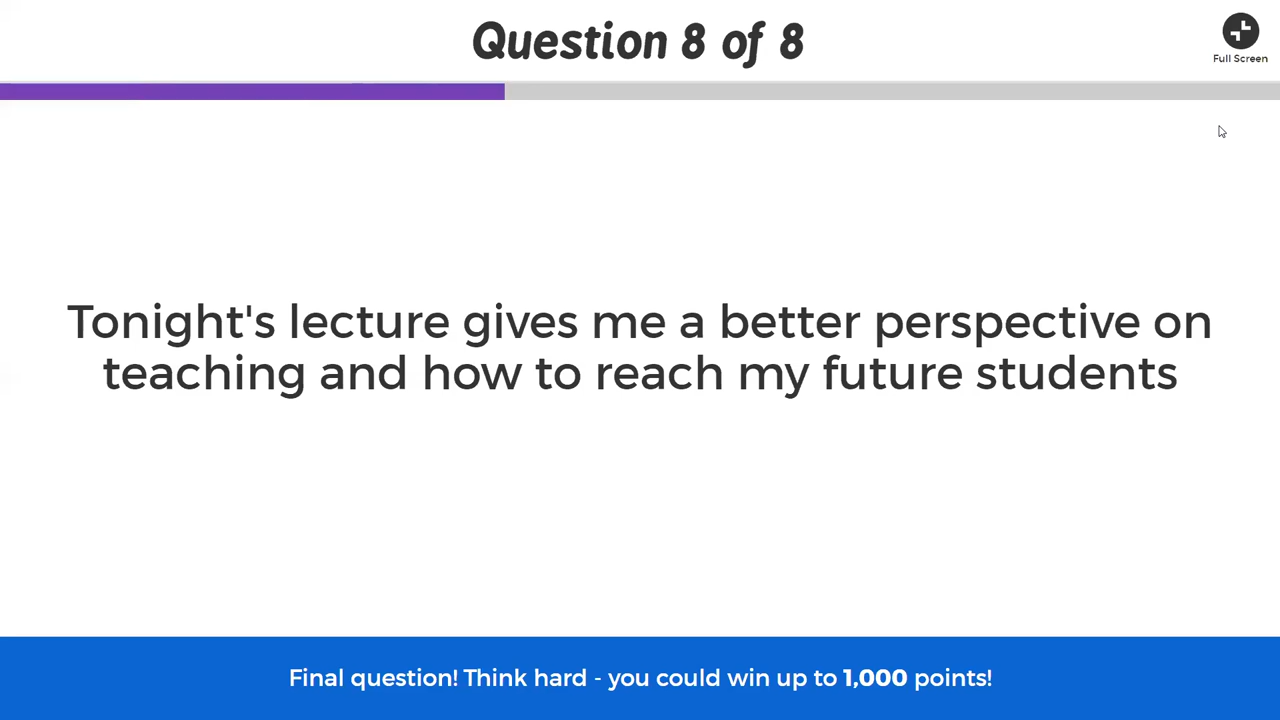 Question 8 of 8
Full Screen
Tonight's lecture gives me a better perspective on
teaching and how to reach my future students
Final question! Think hard - you could win up to 1,000 points!